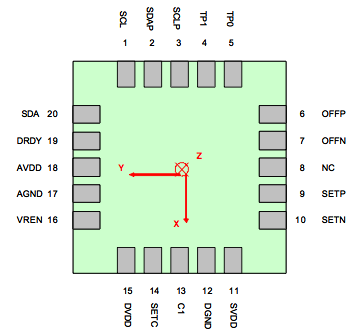 SCL SDAP SCLP TP1 TP0
1 2 3 4 5
SDA 20
DRDY 19
AVDD 18
AGND 17
VREN 16
6 OFFP
7 OFFN
8 NC
9 SETP
10 SETN
Z
Y
X
15 14 13 12 11
DVDD SETC C1 DGND SVDD